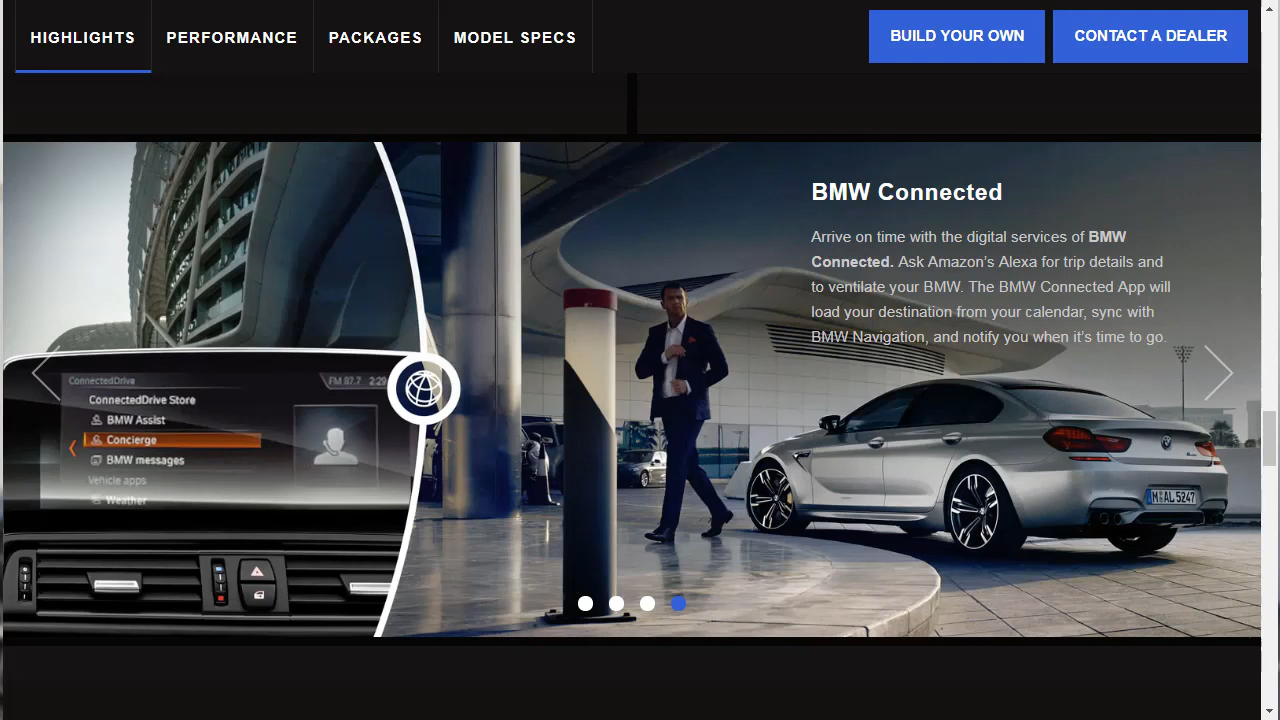 HIGHLIGHTS
PERFORMANCE
PACKAGES
MODEL SPECS
BUILD YOUR OWN
CONTACT A DEALER
BMW Connected
Arrive on time with the digital services of BMW
Connected. Ask Amazon's Alexa for trip details and
to ventilate your BMW. The BMW Connected App will
load your destination from your calendar, sync with
BMW Navigation, and notify you when it's time to go.
ConnectedDrive
FM 87.7 2:29
ConnectedDrive Store
BMW Assist
Concierge
BMW messages
Vehicle apps
Weather
M AL 5247